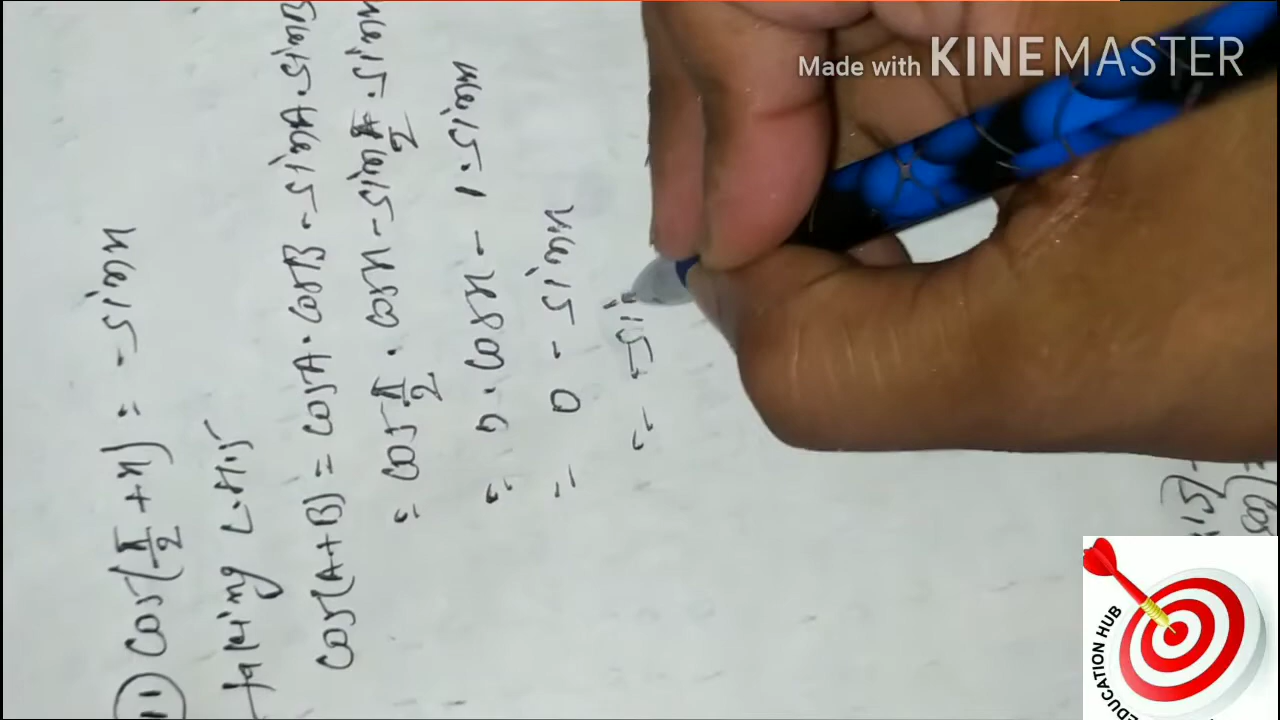 11) cos(π/2 + x) = - sinx
taking L.H.S
cos(A+B) = cosA · cosB - sinA · sinB
= cos π/2 · cosx - sin π/2 · sinx
= 0 · cosx - 1 · sinx
= 0 - sinx
= - si
Made with KINEMASTER
EDUCATION HUB